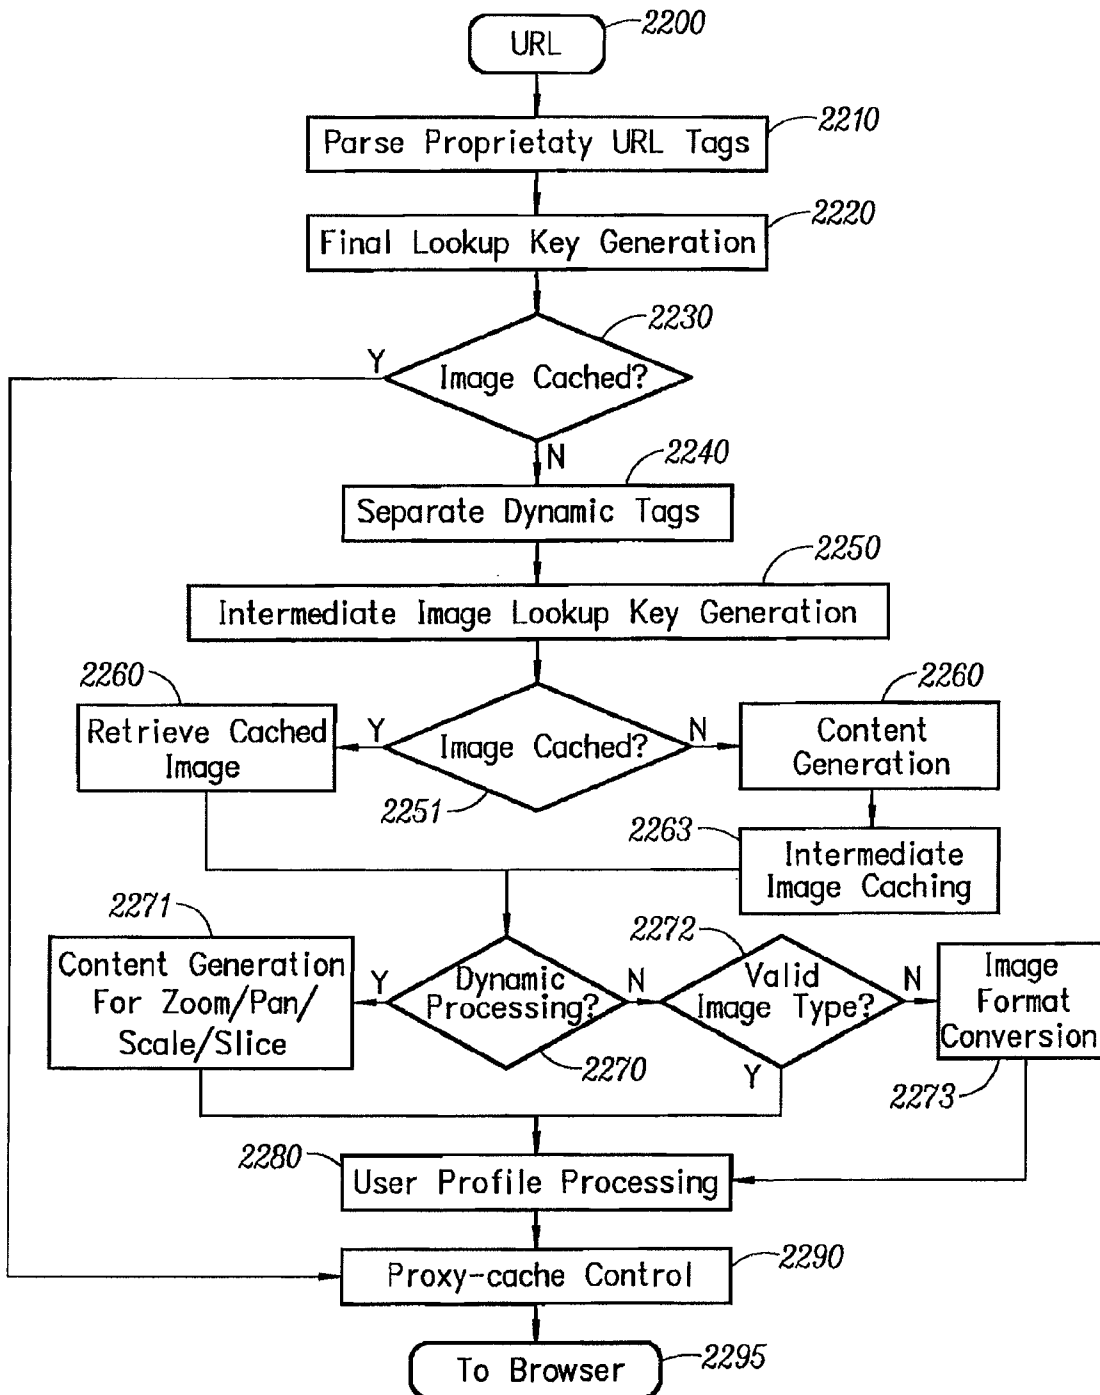 URL
2200
Parse Proprietaty URL Tags
2210
Final Lookup Key Generation
2220
2230
Image Cached?
Y
N
2240
Separate Dynamic Tags
2250
Intermediate Image Lookup Key Generation
2260
Retrieve Cached
Image
Y
Image Cached?
N
2251
2260
Content
Generation
2263
Intermediate
Image Caching
2271
Content Generation
For Zoom/Pan/
Scale/Slice
Y
Dynamic
Processing?
N
2270
2272
Valid
Image Type?
N
Y
Image
Format
Conversion
2273
2280
User Profile Processing
Proxy-cache Control
2290
To Browser
2295